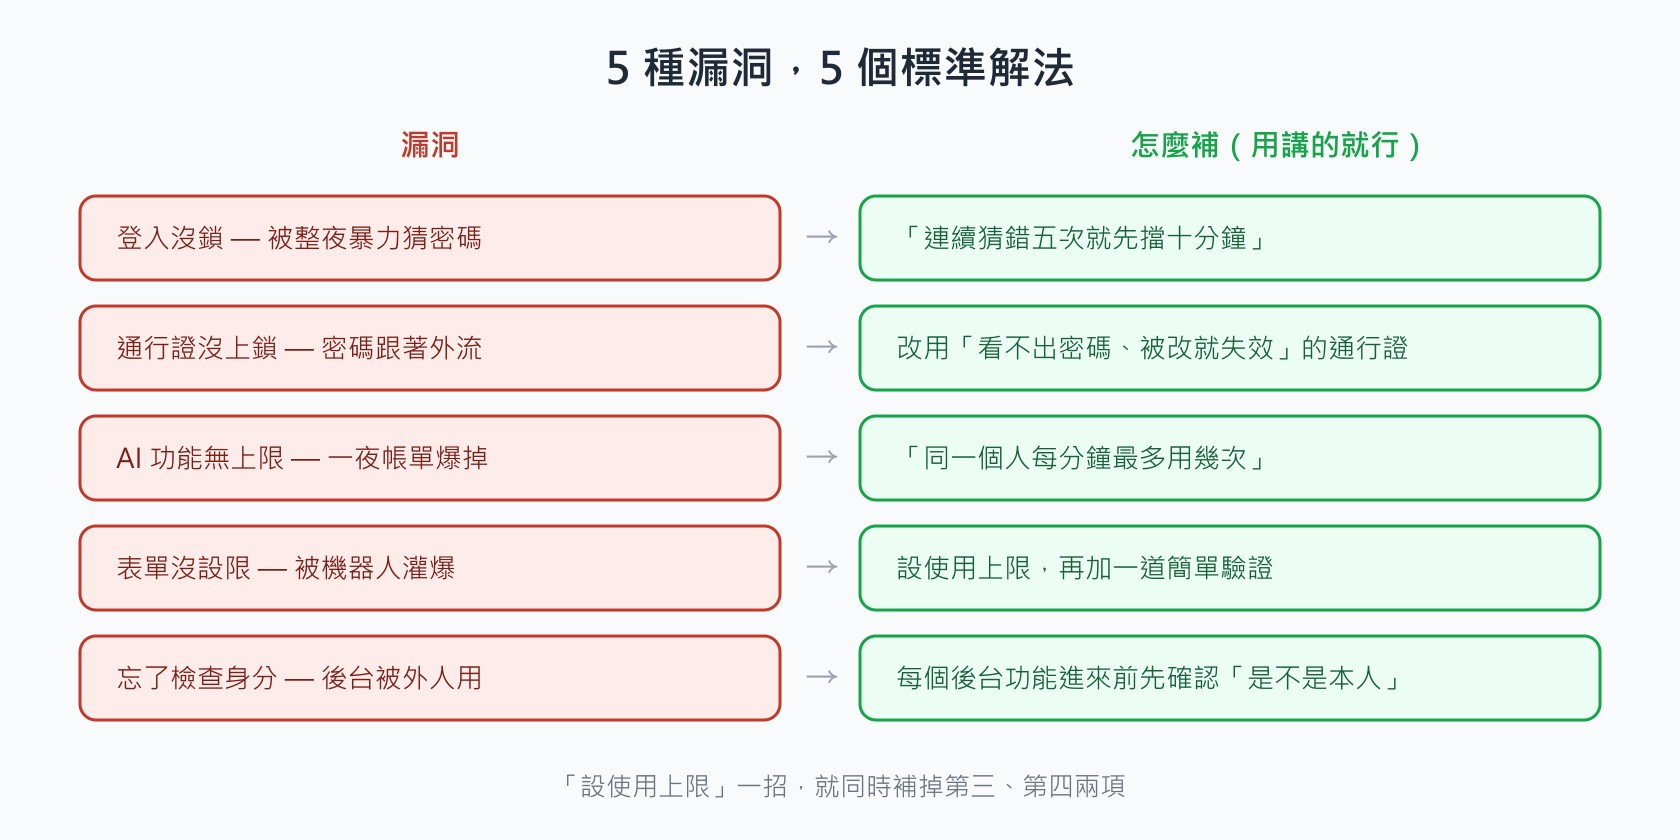 5 種漏洞，5 個標準解法
漏洞
怎麼補（用講的就行）
登入沒鎖 — 被整夜暴力猜密碼
→
「連續猜錯五次就先擋十分鐘」
通行證沒上鎖 — 密碼跟著外流
→
改用「看不出密碼、被改就失效」的通行證
AI 功能無上限 — 一夜帳單爆掉
→
「同一個人每分鐘最多用幾次」
表單沒設限 — 被機器人灌爆
→
設使用上限，再加一道簡單驗證
忘了檢查身分 — 後台被外人用
→
每個後台功能進來前先確認「是不是本人」
「設使用上限」一招，就同時補掉第三、第四兩項